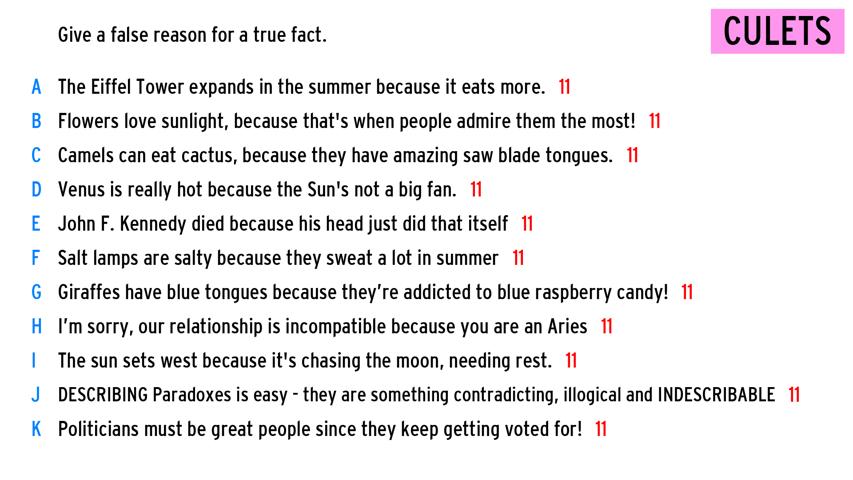 Give a false reason for a true fact.
CULETS
A The Eiffel Tower expands in the summer because it eats more. 11
B Flowers love sunlight, because that's when people admire them the most! 11
C Camels can eat cactus, because they have amazing saw blade tongues. 11
D Venus is really hot because the Sun's not a big fan. 11
E John F. Kennedy died because his head just did that itself 11
F Salt lamps are salty because they sweat a lot in summer 11
G Giraffes have blue tongues because they’re addicted to blue raspberry candy! 11
H I’m sorry, our relationship is incompatible because you are an Aries 11
I The sun sets west because it's chasing the moon, needing rest. 11
J DESCRIBING Paradoxes is easy - they are something contradicting, illogical and INDESCRIBABLE 11
K Politicians must be great people since they keep getting voted for! 11